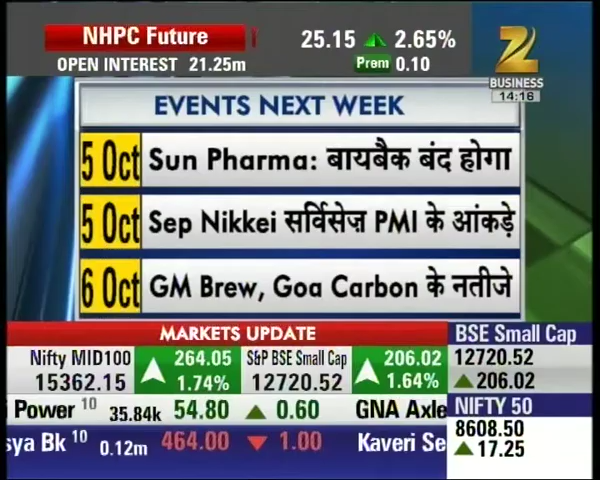 NHPC Future
25.15 2.65%
OPEN INTEREST 21.25m
Prem 0.10
Z
BUSINESS
14:16
EVENTS NEXT WEEK
5 Oct Sun Pharma: बायबैक बंद होगा
5 Oct Sep Nikkei सर्विसेज़ PMI के आंकड़े
6 Oct GM Brew, Goa Carbon के नतीजे
MARKETS UPDATE
Nifty MID100 264.05 S&P BSE Small Cap 206.02
15362.15 1.74% 12720.52 1.64%
BSE Small Cap
12720.52
206.02
Power 10 35.84k 54.80 0.60 GNA Axle
NIFTY 50
8608.50
17.25
sya Bk 10 0.12m 464.00 1.00 Kaveri Se